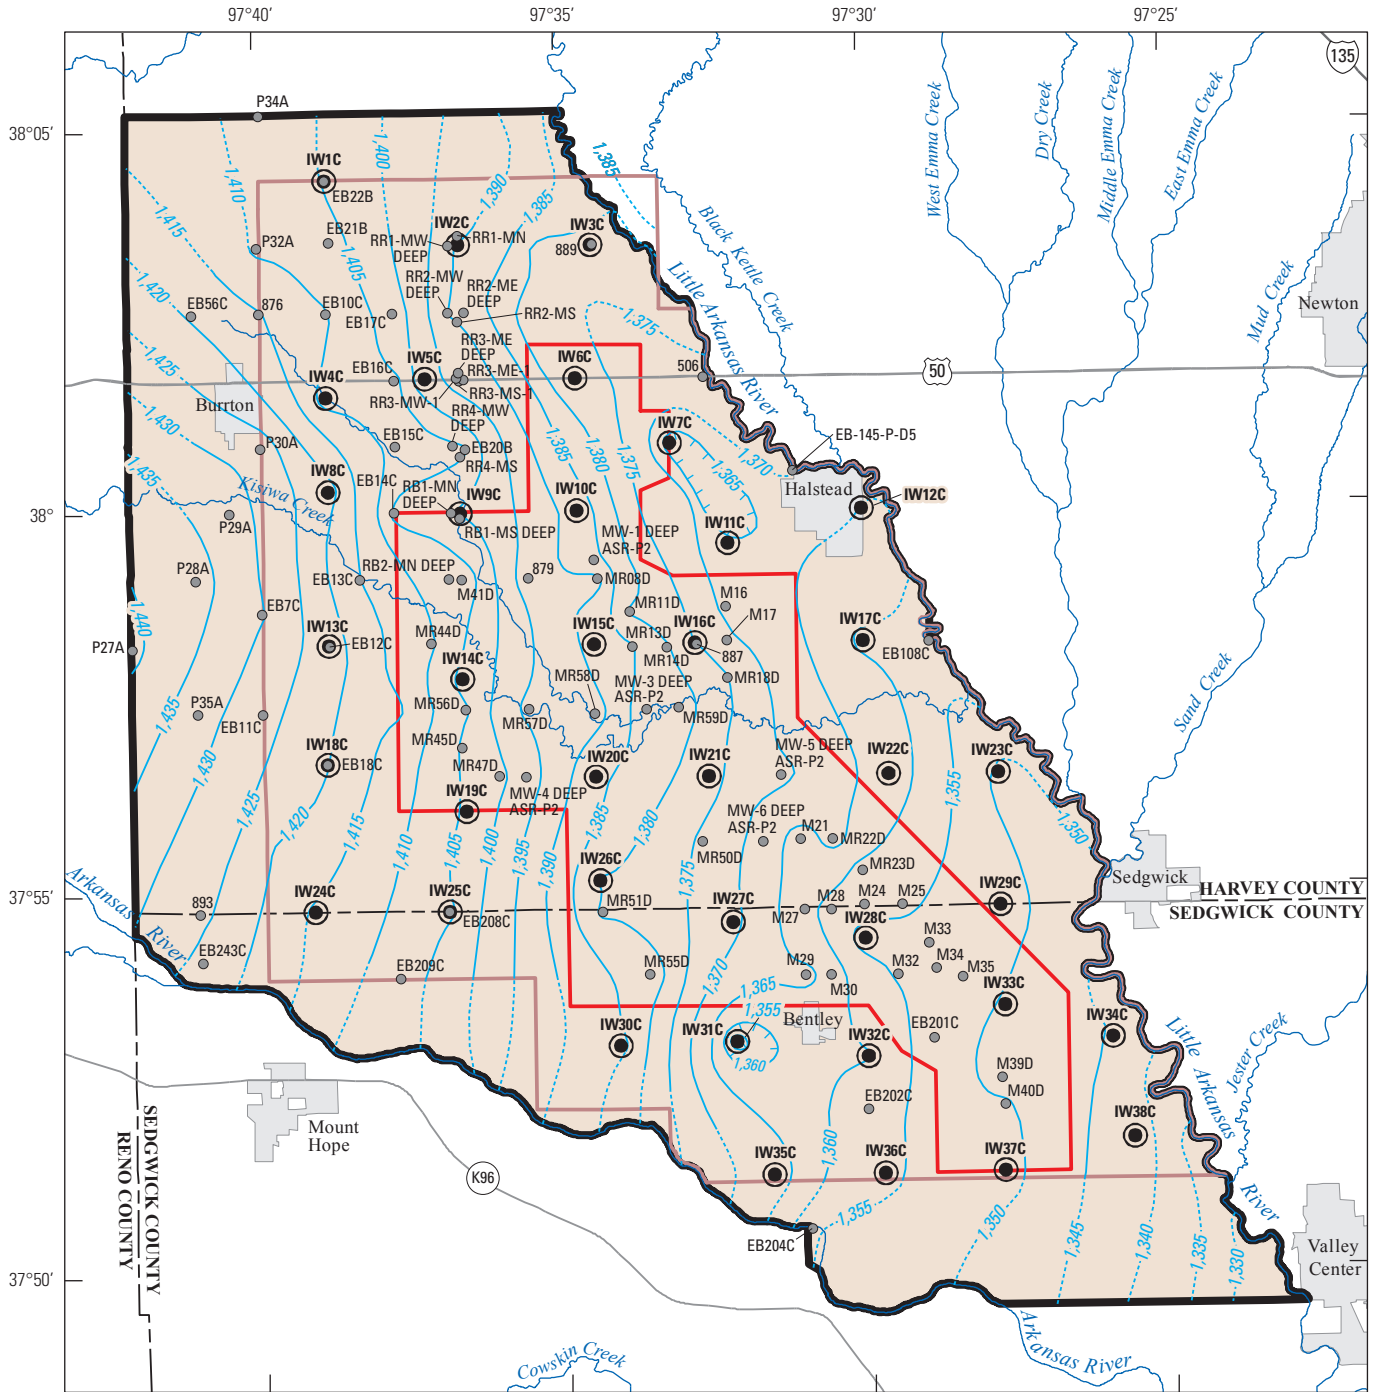 97°40′
97°35′
97°30′
97°25′
38°05′
38°
37°55′
37°50′
135
50
K96
P34A
IW1C
EB22B
1,400
1,390
1,385
1,385
1,410
1,415
1,405
1,420
1,425
1,430
1,435
1,440
EB21B
P32A
IW2C
RR1-MN
RR1-MW
DEEP
IW3C
889
RR2-MW
DEEP
RR2-ME
DEEP
RR2-MS
EB56C
876
EB10C
EB17C
RR3-ME
DEEP
RR3-ME-1
RR3-MS-1
RR3-MW-1
RR4-MW
DEEP
EB16C
IW5C
IW4C
IW6C
506
1,375
Burrton
P30A
EB15C
EB20B
RR4-MS
IW7C
1,365
1,370
EB-145-P-D5
Halstead
IW12C
IW8C
Kisiwa Creek
EB14C
RB1-MN
DEEP
IW9C
RB1-MS DEEP
IW10C
1,385
1,380
1,375
IW11C
P29A
MW-1 DEEP
ASR-P2
P28A
EB13C
RB2-MN DEEP
M41D
879
MR08D
M16
MR11D
M17
EB7C
P27A
IW13C
EB12C
MR44D
IW15C
MR13D
MR14D
IW16C
887
IW17C
EB108C
IW14C
MR58D
MW-3 DEEP
ASR-P2
MR18D
P35A
EB11C
MR56D
MR57D
MR59D
1,435
1,430
1,425
1,420
1,415
1,410
1,405
1,400
1,395
1,390
1,385
1,380
1,375
1,370
1,365
1,355
1,360
MR45D
IW18C
EB18C
MR47D
MW-4 DEEP
ASR-P2
IW19C
IW20C
IW21C
MW-5 DEEP
ASR-P2
IW22C
IW23C
1,355
1,350
MW-6 DEEP
ASR-P2
M21
MR22D
MR50D
MR23D
IW26C
Sedgwick
HARVEY COUNTY
SEDGWICK COUNTY
Arkansas
River
893
IW24C
IW25C
EB208C
MR51D
IW27C
M27
M28
M24
M25
IW28C
IW29C
EB243C
EB209C
MR55D
M29
M30
M32
M33
M34
M35
IW33C
IW34C
IW30C
IW31C
Bentley
IW32C
EB201C
M39D
M40D
EB202C
IW38C
Mount
Hope
IW35C
IW36C
IW37C
1,360
1,355
1,350
1,345
1,340
1,335
1,330
EB204C
SEDGWICK COUNTY
RENO COUNTY
Valley
Center
Newton
West Emma Creek
Dry Creek
Middle Emma Creek
East Emma Creek
Black Kettle Creek
Little Arkansas River
Mud Creek
Sand Creek
Little Arkansas
River
Jester Creek
Arkansas River
Cowskin Creek